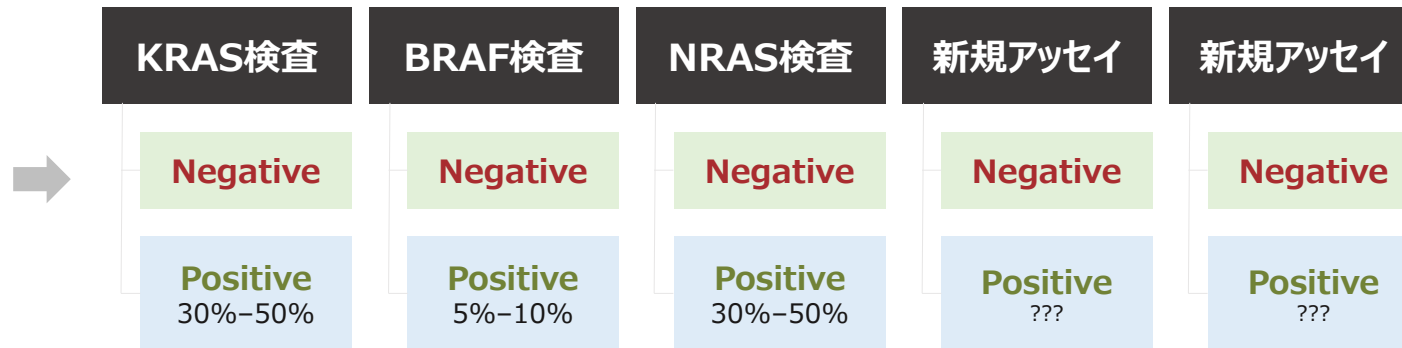 KRAS検査
BRAF検査
NRAS検査
新規アッセイ
新規アッセイ
Negative
Negative
Negative
Negative
Negative
Positive
30%–50%
Positive
5%–10%
Positive
30%–50%
Positive
???
Positive
???